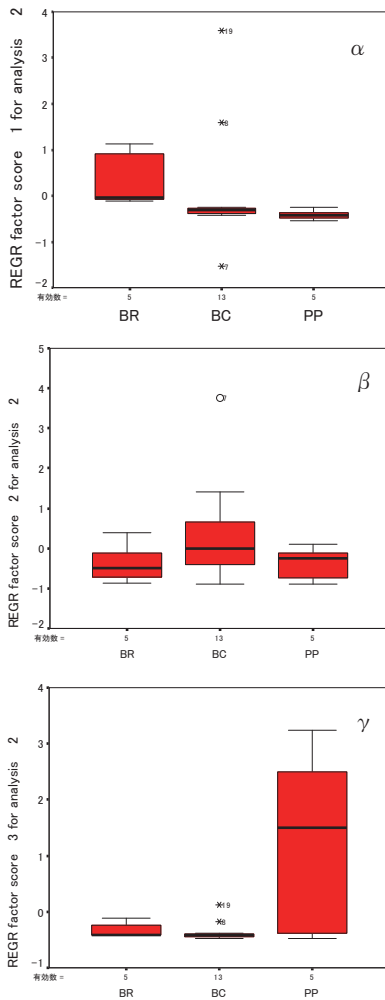 REGR factor score 1 for analysis 2
4
3
2
1
0
−1
−2
α
19
8
7
有効数 = 5 13 5
BR BC PP
REGR factor score 2 for analysis 2
5
4
3
2
1
0
−1
−2
β
7
有効数 = 5 13 5
BR BC PP
REGR factor score 3 for analysis 2
4
3
2
1
0
−1
γ
19
8
有効数 = 5 13 5
BR BC PP